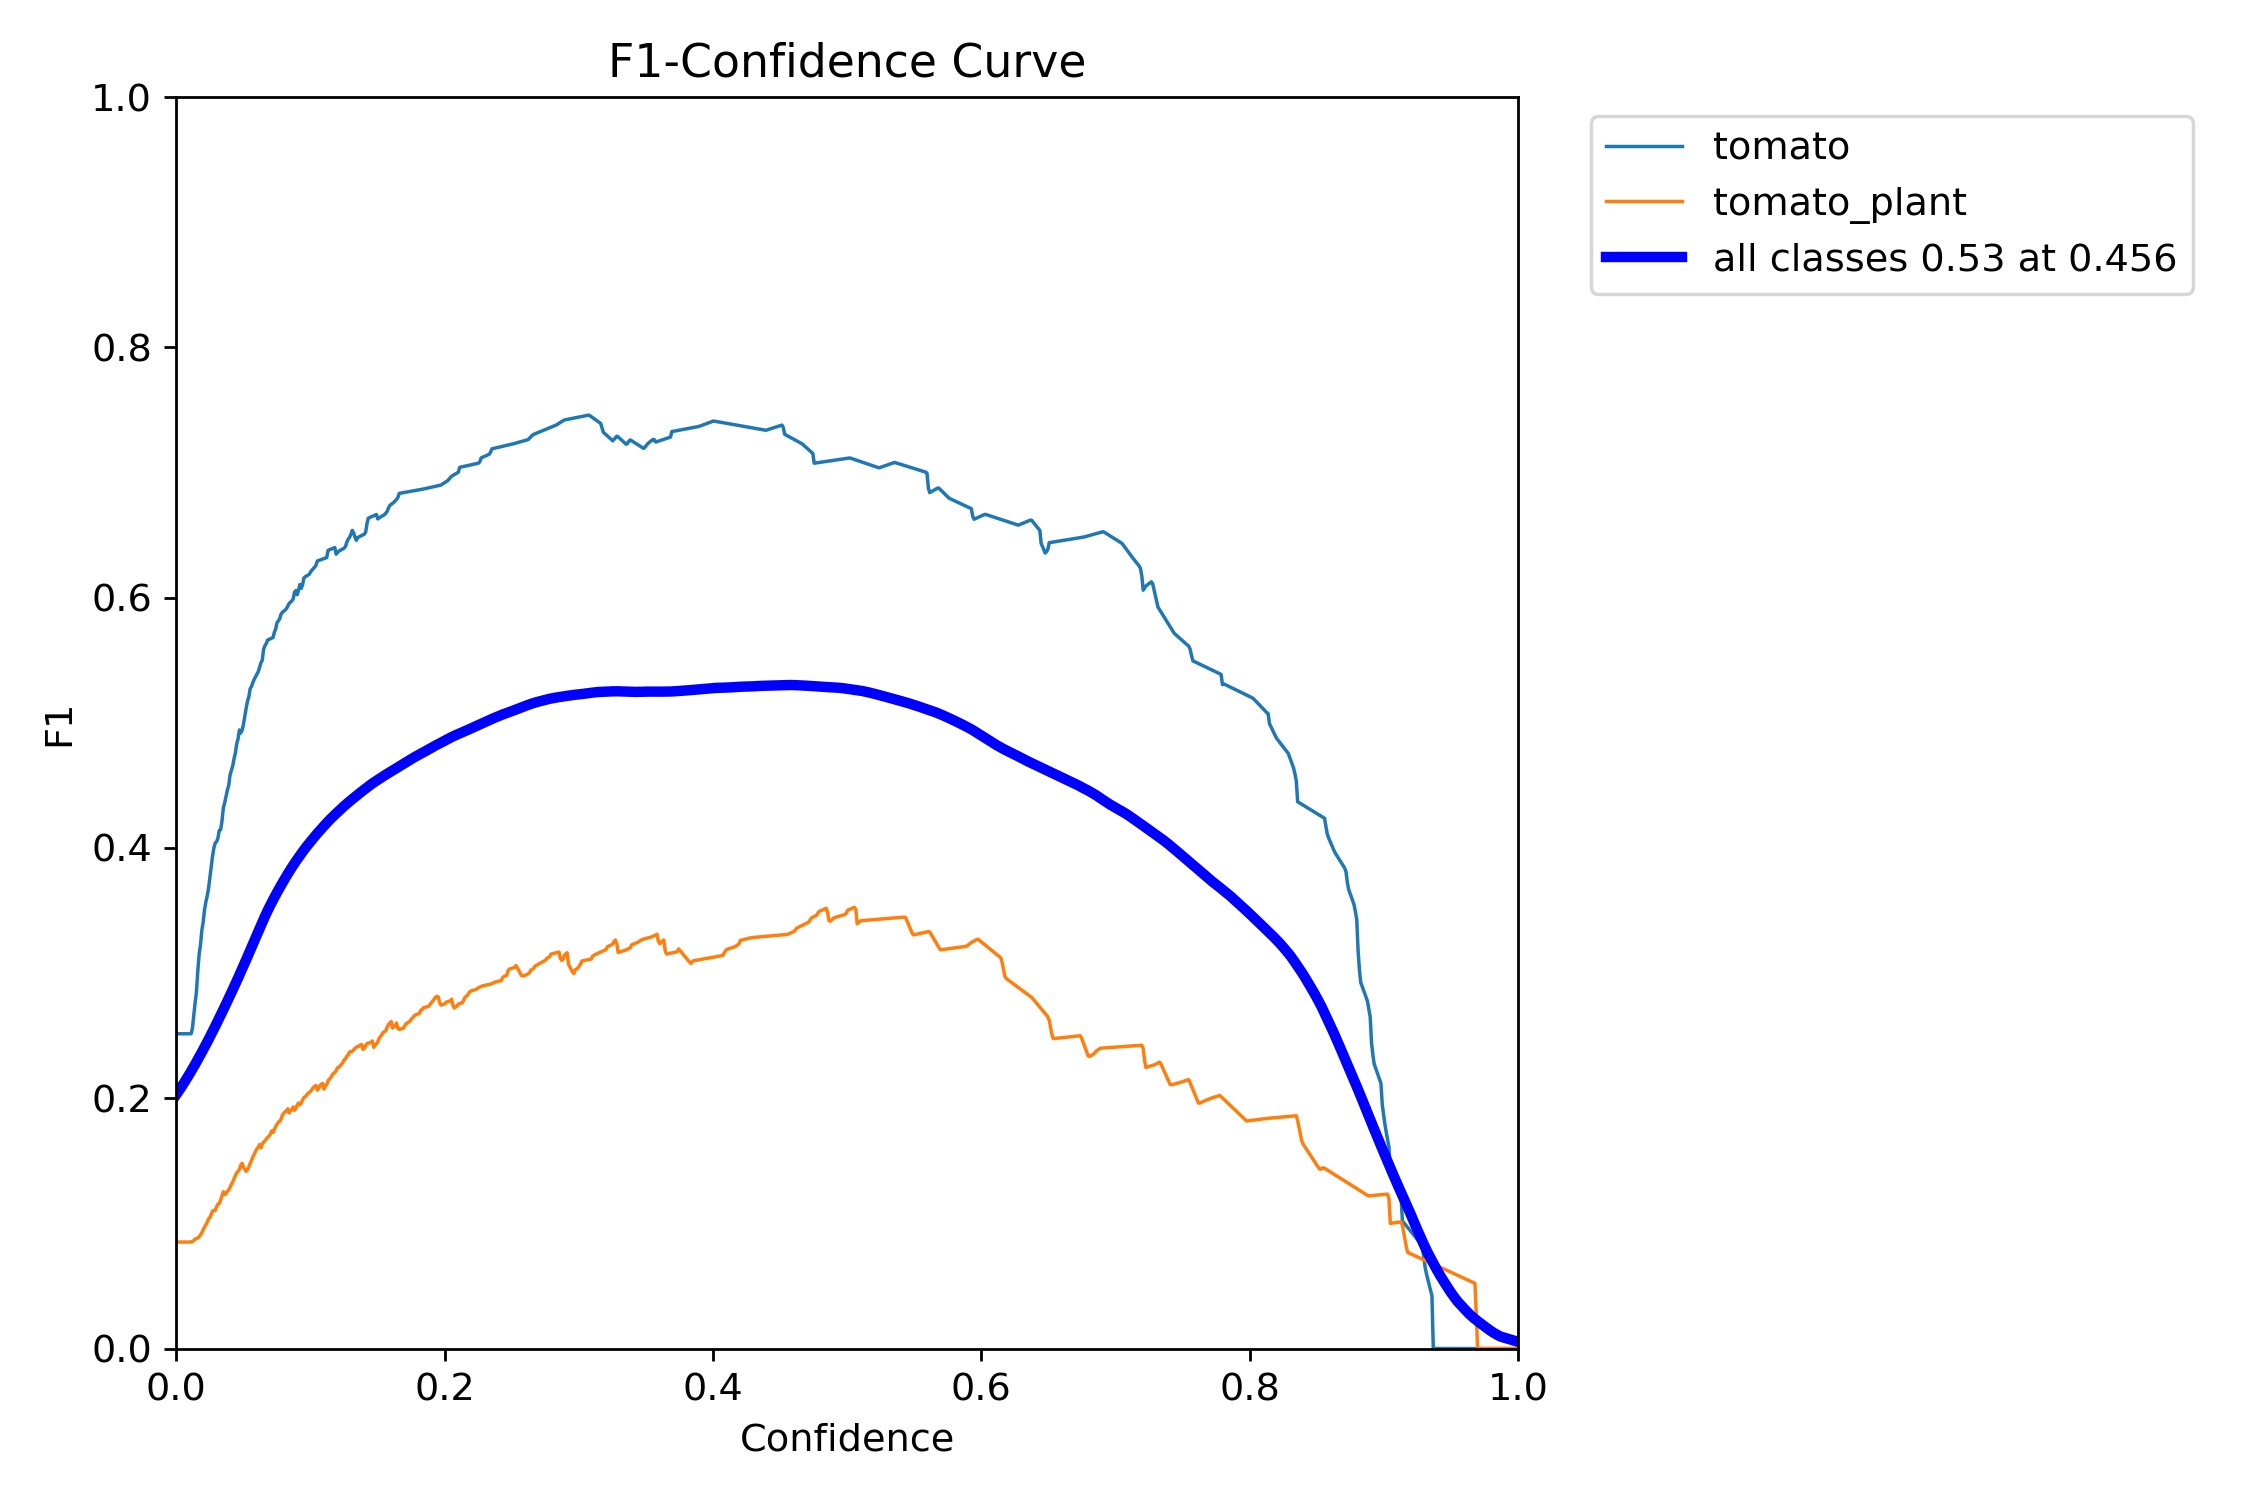 F1-Confidence Curve
1.0
0.8
0.6
0.4
0.2
0.0
F1
0.0 0.2 0.4 0.6 0.8 1.0
Confidence
tomato
tomato_plant
all classes 0.53 at 0.456